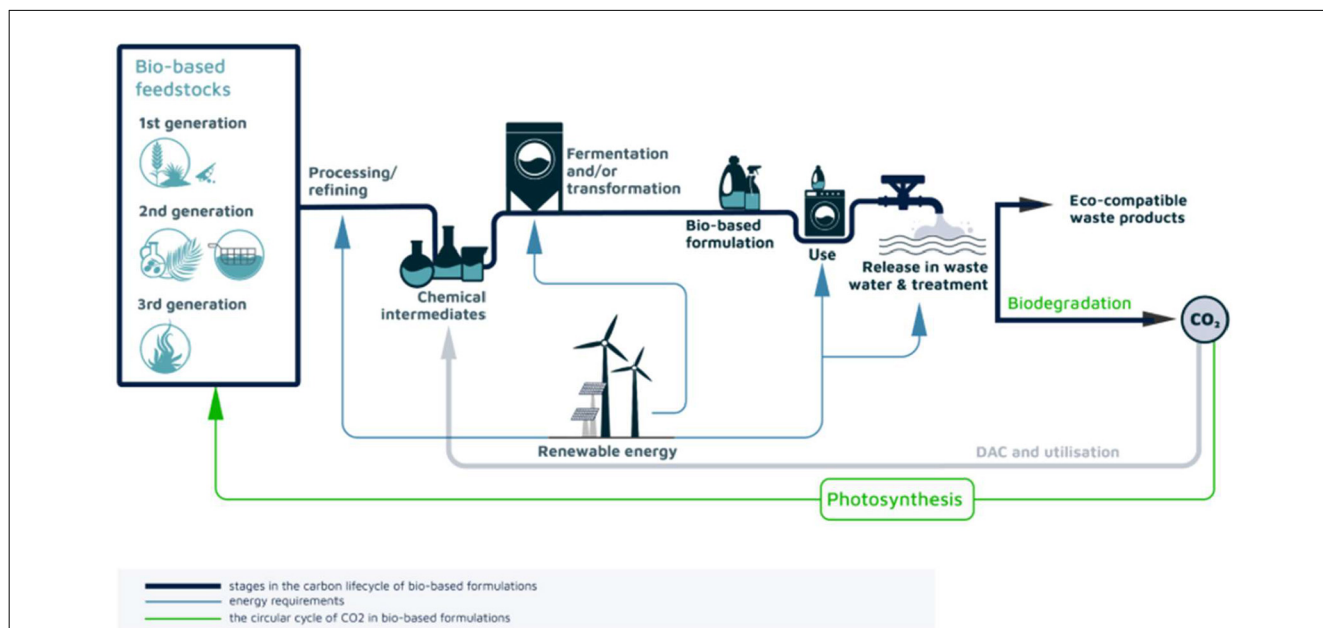 Bio-based
feedstocks
1st generation
2nd generation
3rd generation
Processing/
refining
Chemical
intermediates
Fermentation
and/or
transformation
Bio-based
formulation
Use
Release in waste
water & treatment
Eco-compatible
waste products
Biodegradation
CO₂
Renewable energy
DAC and utilisation
Photosynthesis
stages in the carbon lifecycle of bio-based formulations
energy requirements
the circular cycle of CO2 in bio-based formulations